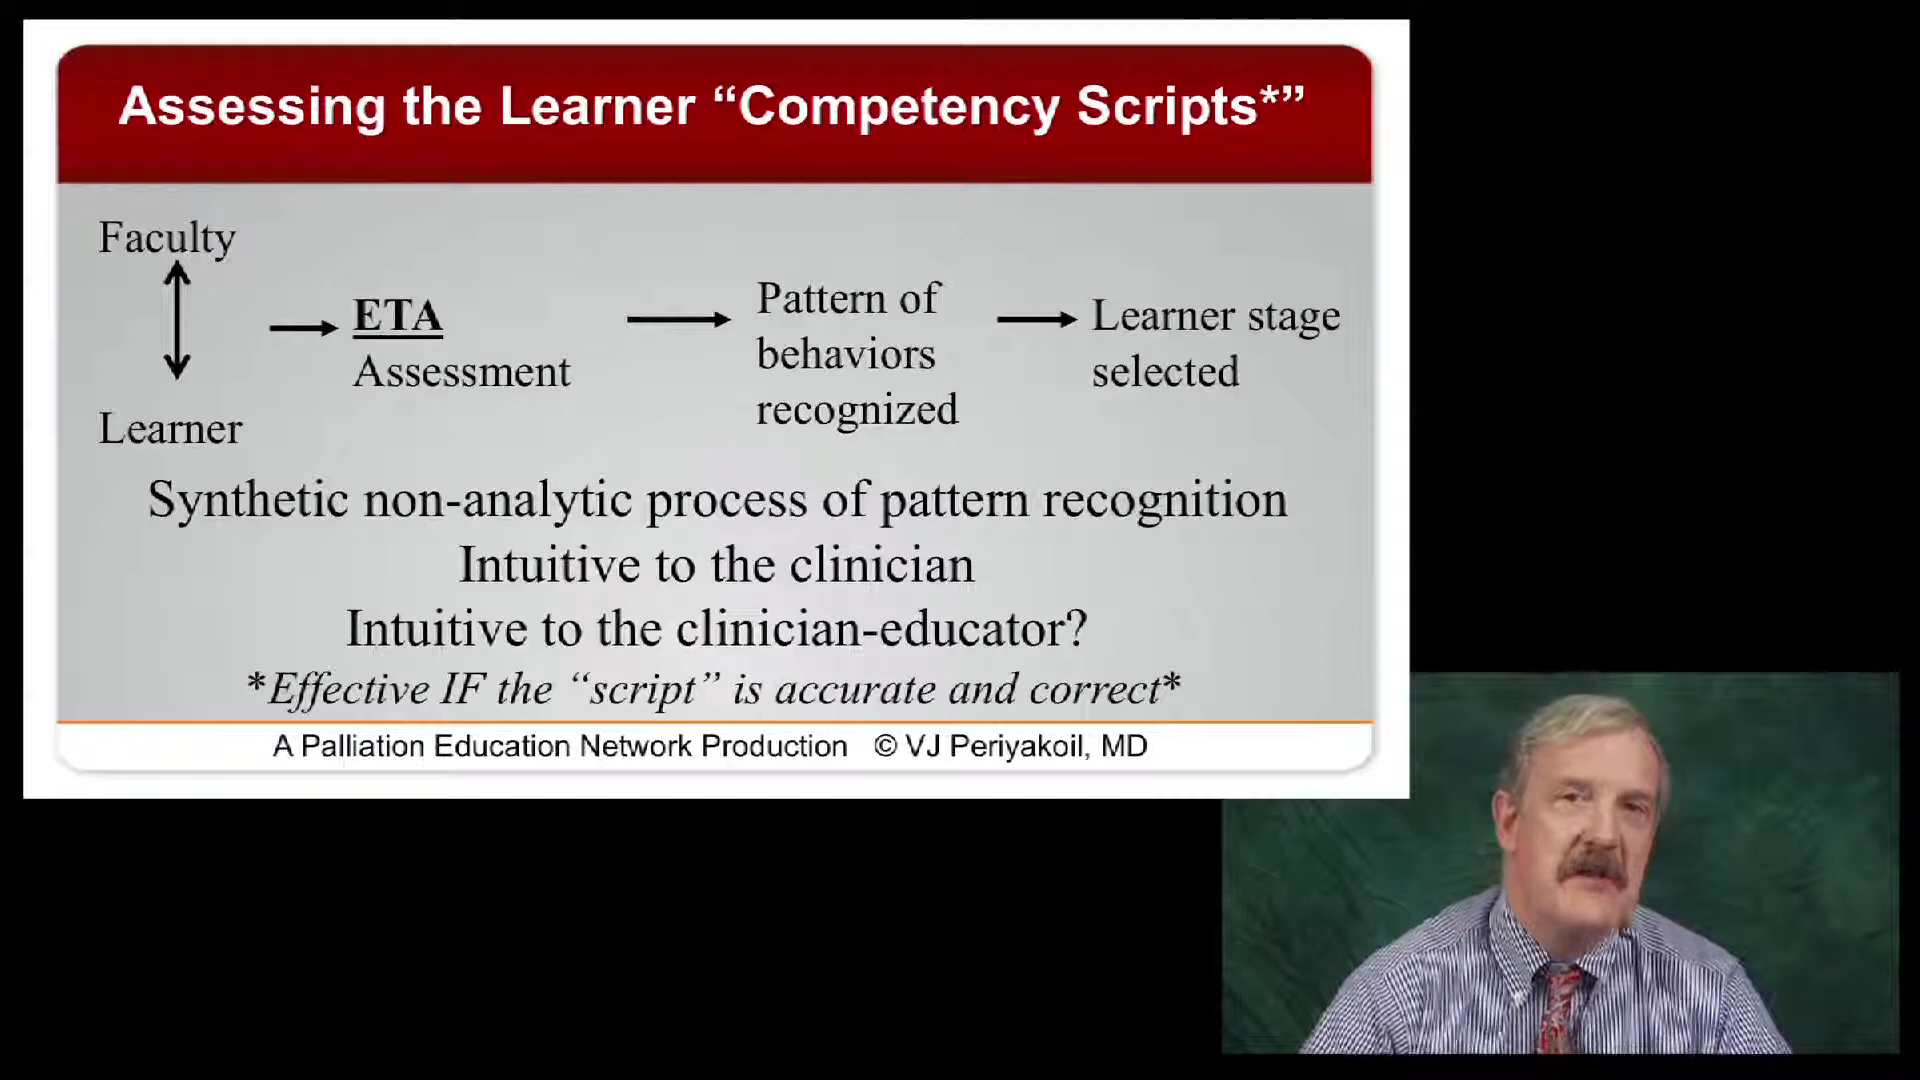 Assessing the Learner “Competency Scripts*”
Faculty
Learner
ETA
Assessment
Pattern of
behaviors
recognized
Learner stage
selected
Synthetic non-analytic process of pattern recognition
Intuitive to the clinician
Intuitive to the clinician-educator?
*Effective IF the “script” is accurate and correct*
A Palliation Education Network Production © VJ Periyakoil, MD